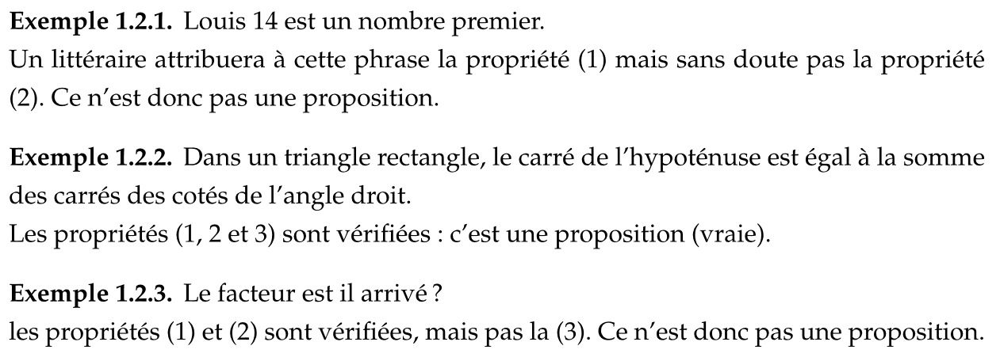 Exemple 1.2.1. Louis 14 est un nombre premier.
Un littéraire attribuera à cette phrase la propriété (1) mais sans doute pas la propriété
(2). Ce n'est donc pas une proposition.
Exemple 1.2.2. Dans un triangle rectangle, le carré de l'hypoténuse est égal à la somme
des carrés des cotés de l'angle droit.
Les propriétés (1, 2 et 3) sont vérifiées : c'est une proposition (vraie).
Exemple 1.2.3. Le facteur est il arrivé ?
les propriétés (1) et (2) sont vérifiées, mais pas la (3). Ce n'est donc pas une proposition.